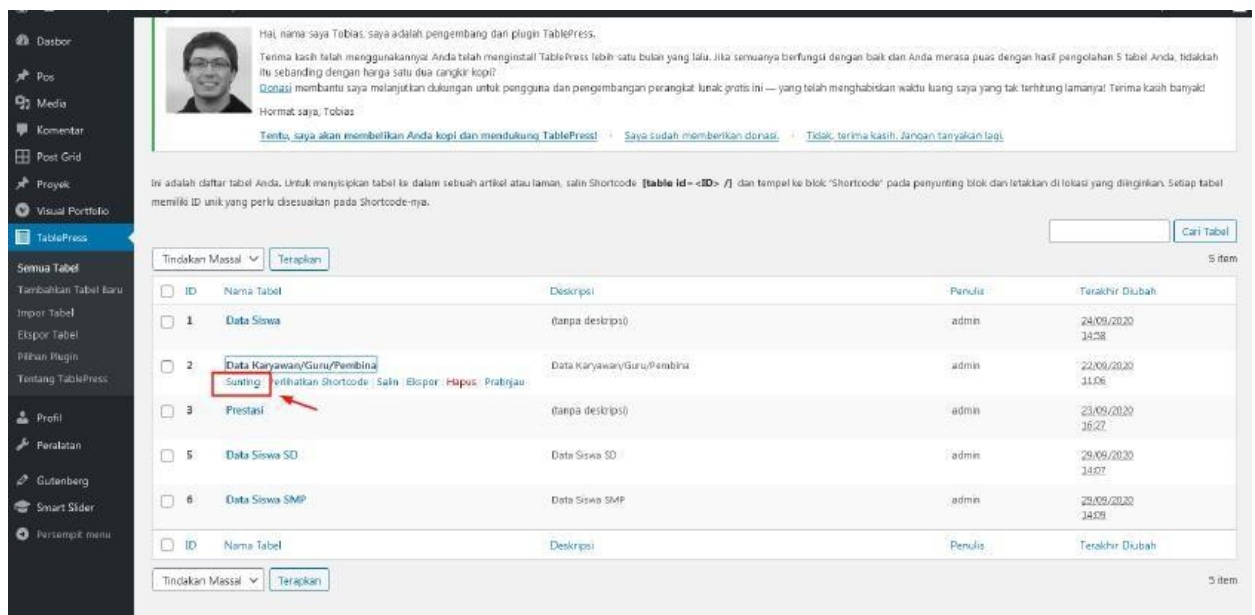 Dasbor
Pos
Media
Komentar
Post Grid
Proyek
Visual Portfolio
TablePress
Semua Tabel
Tambahkan Tabel Baru
Impor Tabel
Ekspor Tabel
Pilihan Plugin
Tentang TablePress
Profil
Peralatan
Gutenberg
Smart Slider
Persempit menu
Hai, nama saya Tobias, saya adalah pengembang dari plugin TablePress.
Terima kasih telah menggunakannya! Anda telah menginstall TablePress lebih satu bulan yang lalu. Jika semuanya berfungsi dengan baik dan Anda merasa puas dengan hasil pengolahan 5 tabel Anda, tidakkah
itu sebanding dengan harga satu dua cangkir kopi?
Donasi membantu saya melanjutkan dukungan untuk pengguna dan pengembangan perangkat lunak gratis ini — yang telah menghabiskan waktu luang saya yang tak terhitung lamanya! Terima kasih banyak!
Hormat saya, Tobias
Tentu, saya akan membelikan Anda kopi dan mendukung TablePress! · Saya sudah memberikan donasi. · Tidak, terima kasih. Jangan tanyakan lagi.
Ini adalah daftar tabel Anda. Untuk menyisipkan tabel ke dalam sebuah artikel atau laman, salin Shortcode [table id=<ID> /] dan tempel ke blok "Shortcode" pada penyunting blok dan letakkan di lokasi yang diinginkan. Setiap tabel
memiliki ID unik yang perlu disesuaikan pada Shortcode-nya.
Cari Tabel
Tindakan Massal Terapkan 5 item
ID Nama Tabel Deskripsi Penulis Terakhir Diubah
1 Data Siswa (tanpa deskripsi) admin 24/09/2020
14:58
2 Data Karyawan/Guru/Pembina Data Karyawan/Guru/Pembina admin 22/09/2020
Sunting Perlihatkan Shortcode | Salin | Ekspor | Hapus | Pratinjau 11:06
3 Prestasi (tanpa deskripsi) admin 23/09/2020
16:27
5 Data Siswa SD Data Siswa SD admin 29/09/2020
14:07
6 Data Siswa SMP Data Siswa SMP admin 29/09/2020
14:09
ID Nama Tabel Deskripsi Penulis Terakhir Diubah
Tindakan Massal Terapkan 5 item